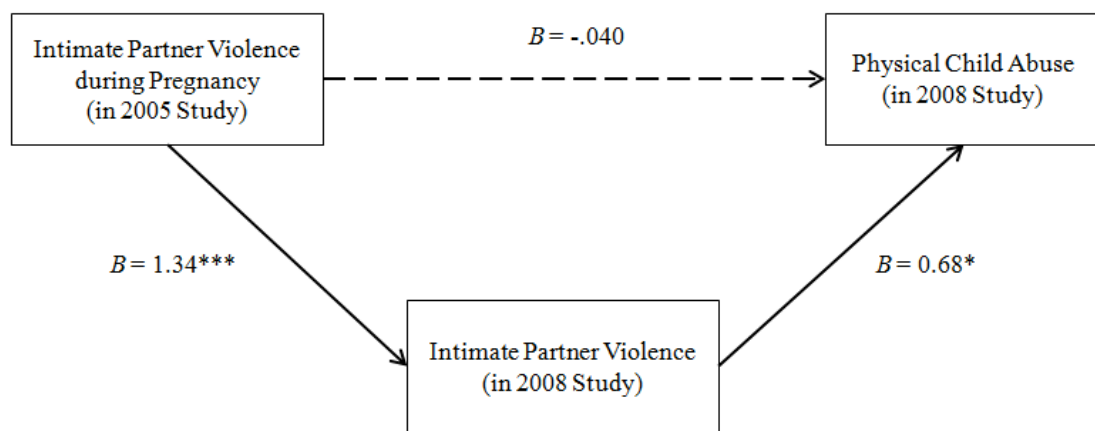 Intimate Partner Violence
during Pregnancy
(in 2005 Study)
B = -.040
Physical Child Abuse
(in 2008 Study)
B = 1.34***
B = 0.68*
Intimate Partner Violence
(in 2008 Study)